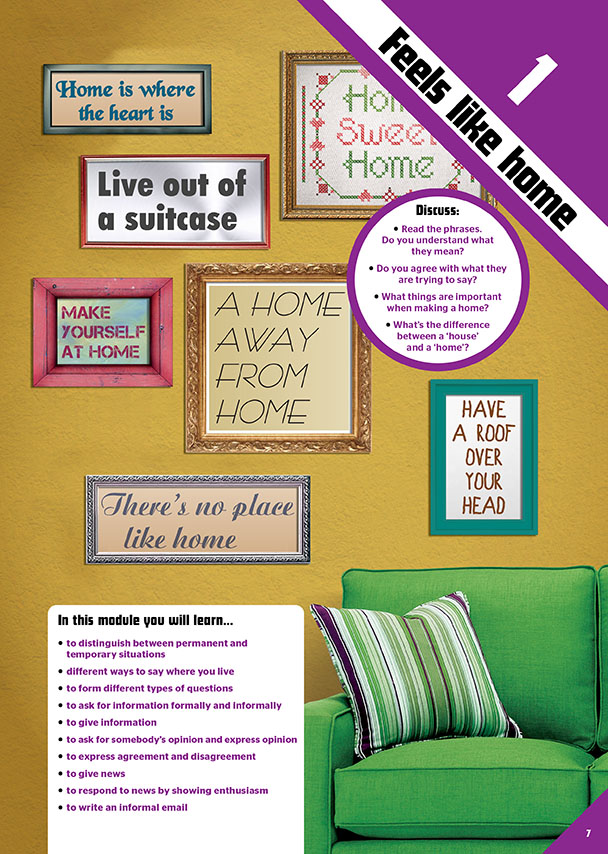 1
Feels like home
Home is where
the heart is
Home
Sweet
Home
Live out of
a suitcase
Discuss:
• Read the phrases.
Do you understand what
they mean?
• Do you agree with what they
are trying to say?
• What things are important
when making a home?
• What's the difference
between a 'house'
and a 'home'?
MAKE
YOURSELF
AT HOME
A HOME
AWAY
FROM
HOME
HAVE
A ROOF
OVER
YOUR
HEAD
There's no place
like home
In this module you will learn...
• to distinguish between permanent and
temporary situations
• different ways to say where you live
• to form different types of questions
• to ask for information formally and informally
• to give information
• to ask for somebody's opinion and express opinion
• to express agreement and disagreement
• to give news
• to respond to news by showing enthusiasm
• to write an informal email
7